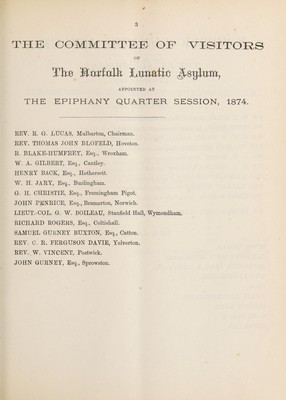 3
THE COMMITTEE OF VISITORS
OF
The Norfolk Lunatic Asylum,
APPOINTED AT
THE EPIPHANY QUARTER SESSION, 1874.
REV. R. G. LUCAS, Mulbarton, Chairman.
REV. THOMAS JOHN BLOFELD, Hoveton.
R. BLAKE-HUMFREY, Esq., Wroxham.
W. A. GILBERT, Esq., Cantley.
HENRY BACK, Esq., Hethersett.
W. H. JARY, Esq., Burlingham.
G. H. CHRISTIE, Esq., Framingham Pigot.
JOHN PENRICE, Esq., Bramerton, Norwich.
LIEUT.-COL. G. W. BOILEAU, Stanfield Hall, Wymondham.
RICHARD ROGERS, Esq., Coltishall.
SAMUEL GURNEY BUXTON, Esq., Catton.
REV. C. R. FERGUSON DAVIE, Yelverton.
REV. W. VINCENT, Postwick.
JOHN GURNEY, Esq., Sprowston.